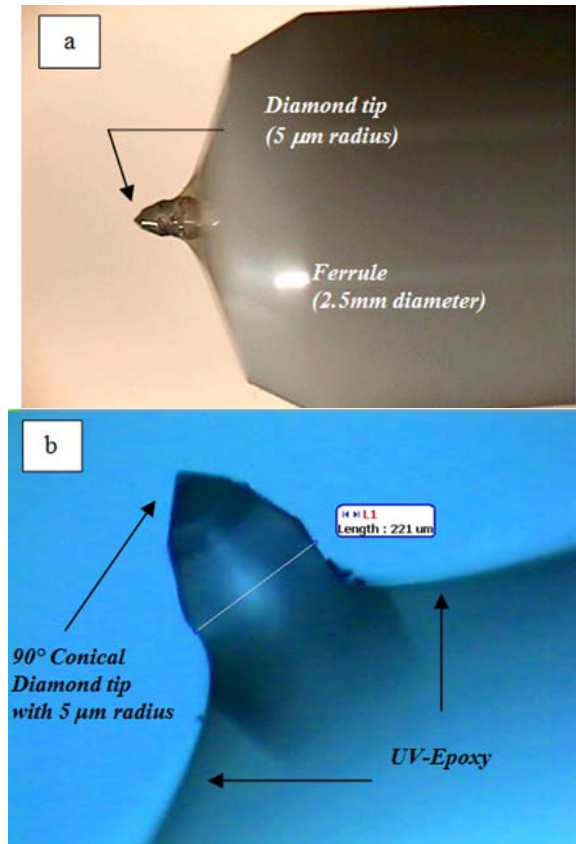 a
Diamond tip
(5 µm radius)
Ferrule
(2.5mm diameter)
b
L1
Length : 221 um
90° Conical
Diamond tip
with 5 µm radius
UV-Epoxy